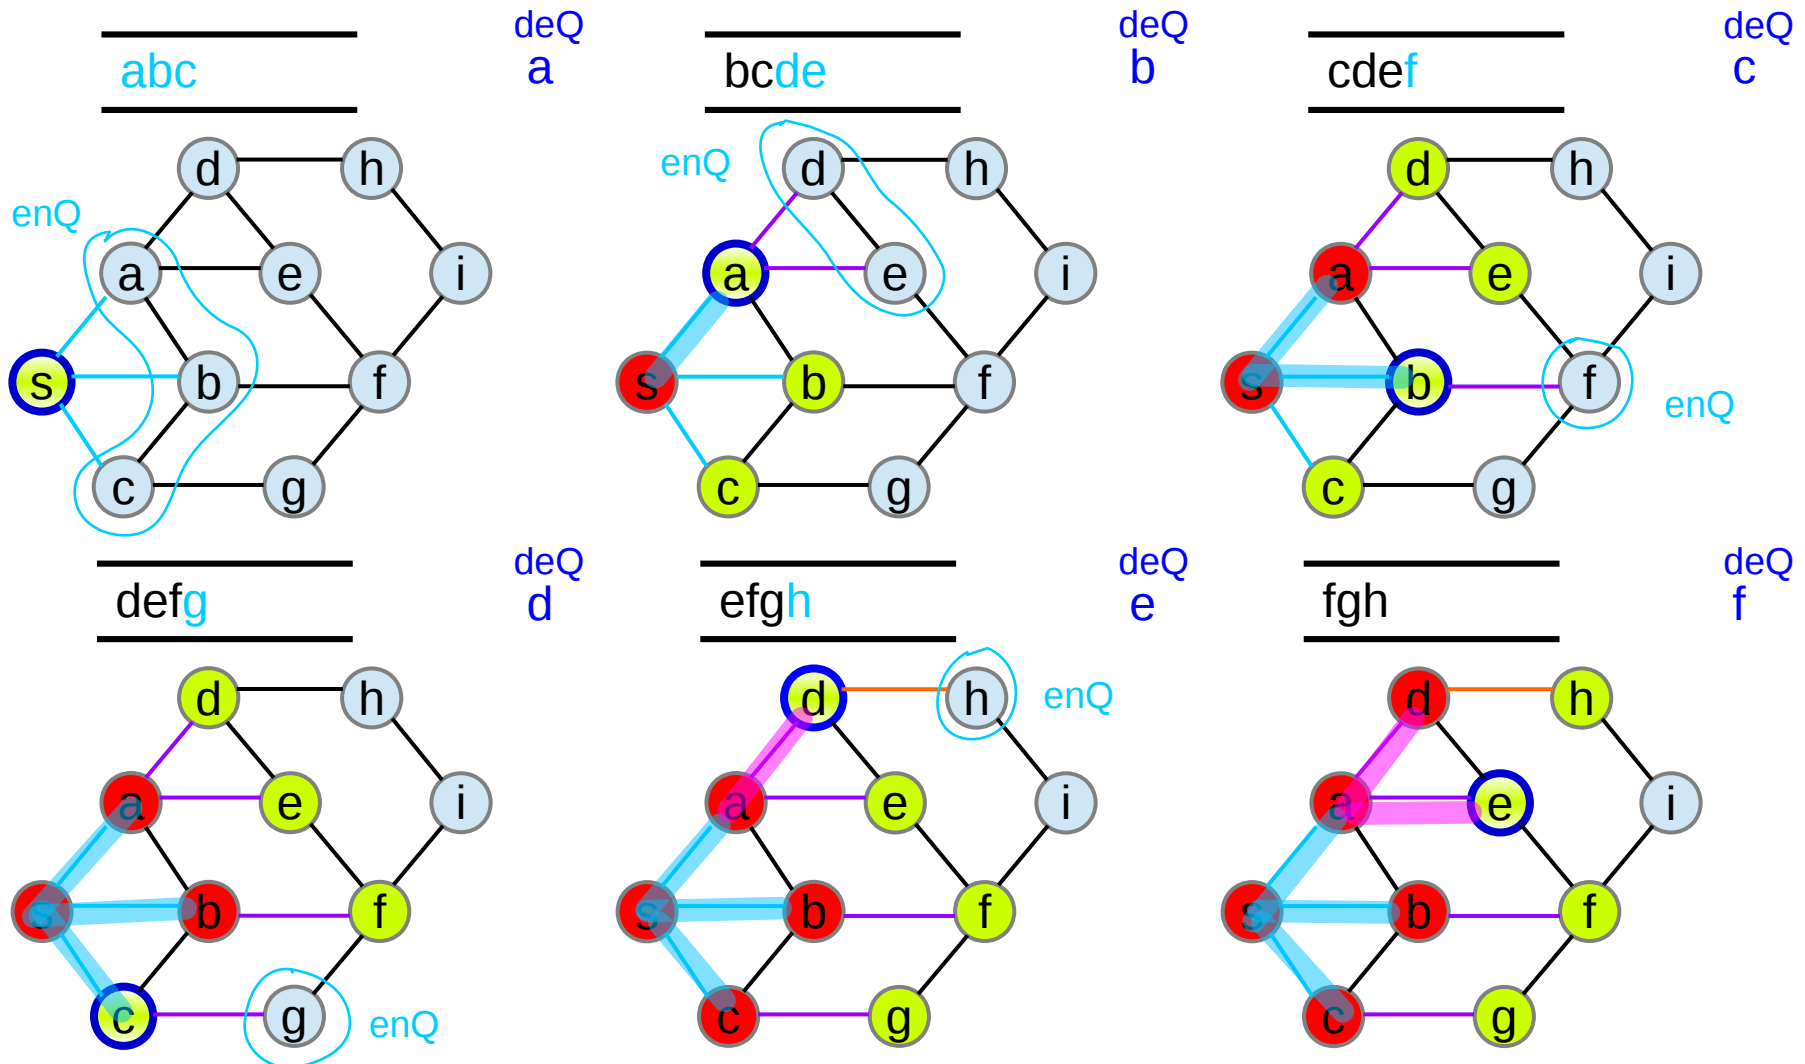 deQ deQ deQ
abc a bcde b cdef c
d h d h d h
enQ
enQ
a e i a e i a e i
s b f s b f s b f
enQ
c g c g c g
deQ deQ deQ
defg d efgh e fgh f
d h d h enQ d h
a e i a e i a e i
s b f s b f s b f
c g enQ c g c g